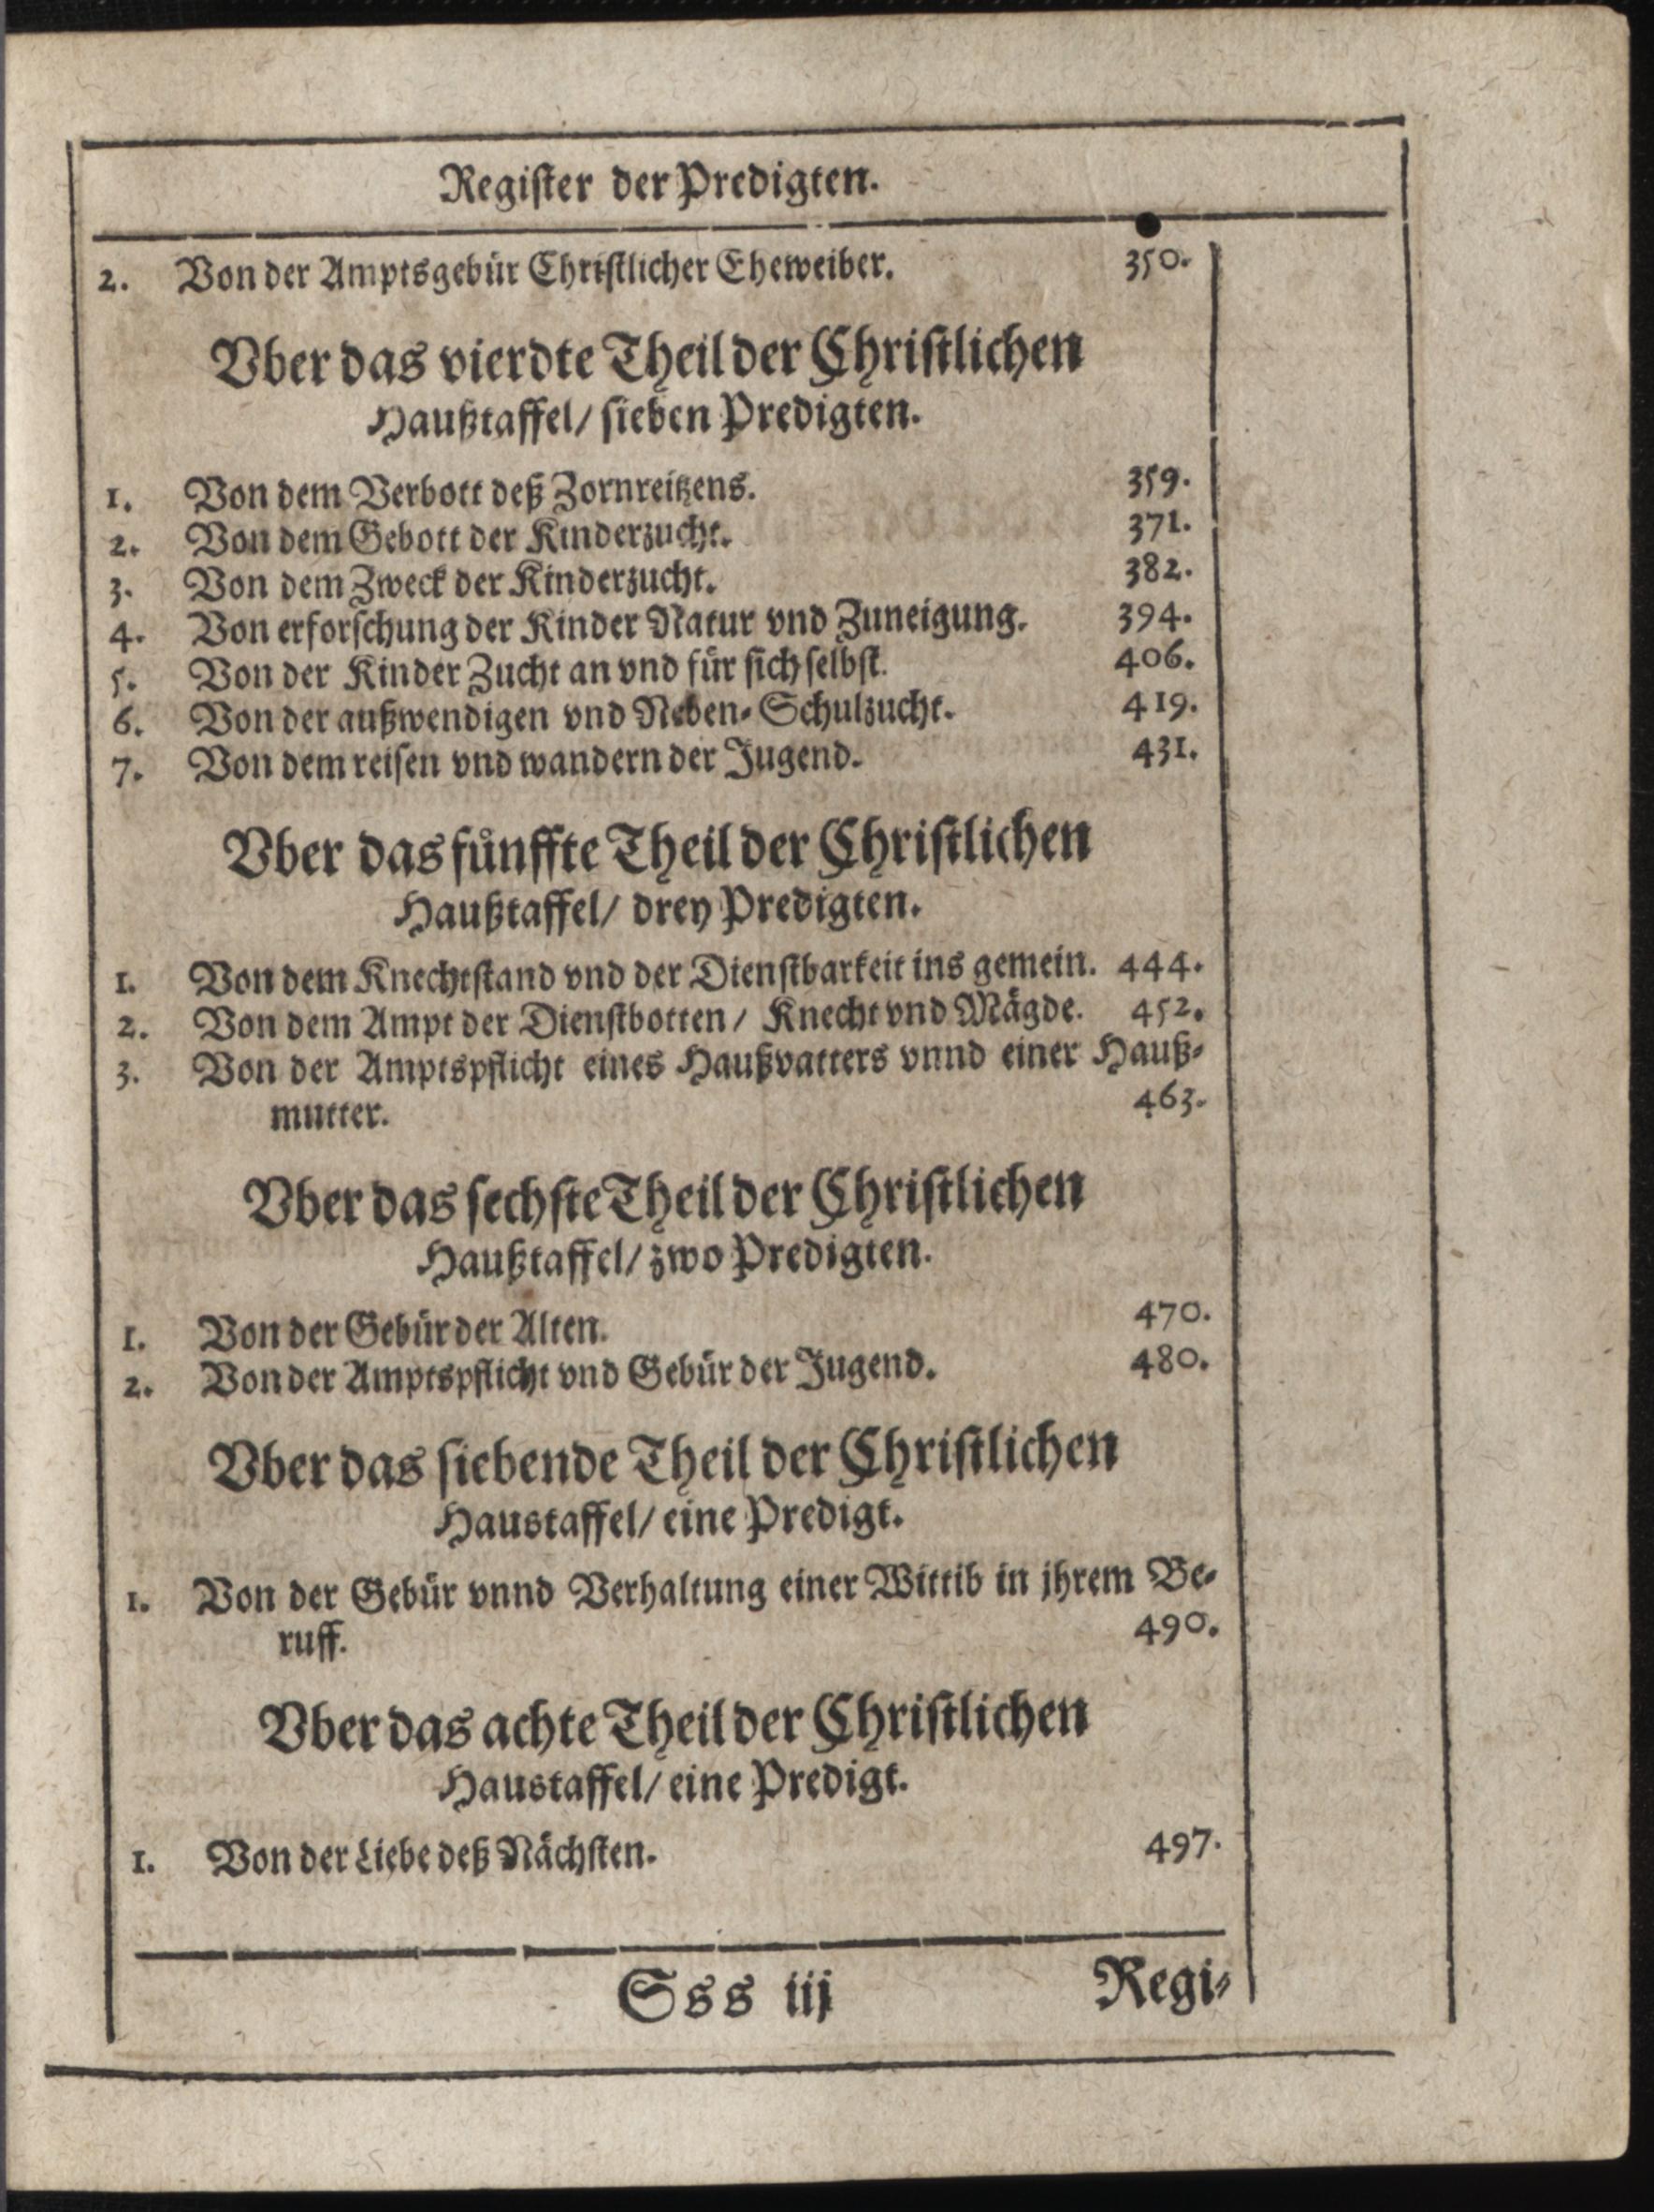 Regiſter der Predigten.
2. Von der Amptsgebür Chriſtlicher Eheweiber. 350.
Vber das vierdte Theil der Chriſtlichen
Haußtaffel/ ſieben Predigten.
1. Von dem Verbott deß Zornreitzens. 359.
2. Von dem Gebott der Kinderzucht. 371.
3. Von dem Zweck der Kinderzucht. 382.
4. Von erforſchung der Kinder Natur vnd Zuneigung. 394.
5. Von der Kinder Zucht an vnd für ſich ſelbſt. 406.
6. Von der außwendigen vnd Neben-Schulzucht. 419.
7. Von dem reiſen vnd wandern der Jugend. 431.
Vber das fuͤnffte Theil der Chriſtlichen
Haußtaffel/ drey Predigten.
1. Von dem Knechtſtand vnd der Dienſtbarkeit ins gemein. 444.
2. Von dem Ampt der Dienſtbotten/ Knecht vnd Mägde. 452.
3. Von der Amptspflicht eines Haußvatters vnnd einer Hauß-
mutter. 463.
Vber das ſechſte Theil der Chriſtlichen
Haußtaffel/ zwo Predigten.
1. Von der Gebür der Alten. 470.
2. Von der Amptspflicht vnd Gebür der Jugend. 480.
Vber das ſiebende Theil der Chriſtlichen
Haustaffel/ eine Predigt.
1. Von der Gebür vnnd Verhaltung einer Wittib in jhrem Be-
ruff. 490.
Vber das achte Theil der Chriſtlichen
Haustaffel/ eine Predigt.
1. Von der Liebe deß Nächſten. 497.
Sss iij Regi-